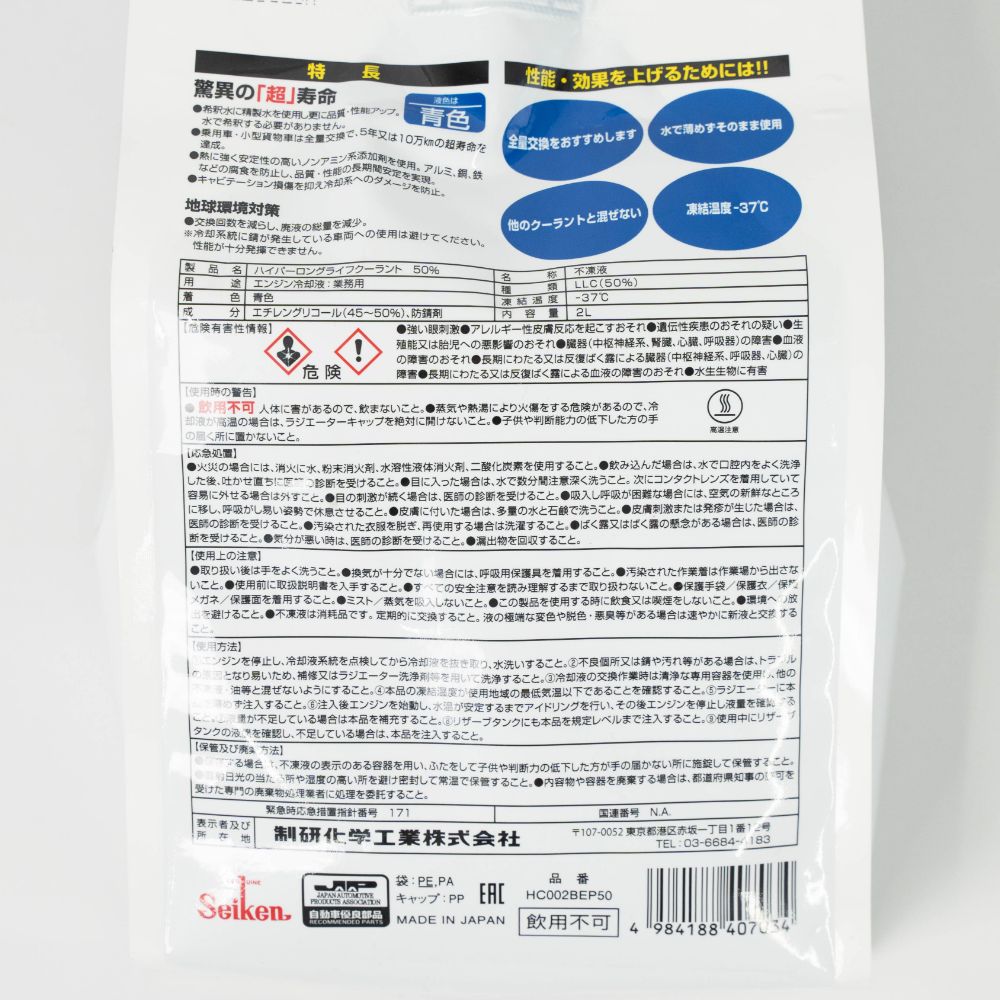 特長
驚異の「超」寿命
●希釈水に精製水を使用し更に品質・性能アップ。
水で希釈する必要がありません。
●乗用車・小型貨物車は全量交換で、5年又は10万kmの超寿命を
達成。
●熱に強く安定性の高いノンアミン系添加剤を使用。アルミ、銅、鉄
などの腐食を防止し、品質・性能の長期間安定を実現。
●キャビテーション損傷を抑え冷却系へのダメージを防止。
液色は
青色
地球環境対策
●交換回数を減らし、廃液の総量を減少。
※冷却系統に錆が発生している車両への使用は避けてください。
性能が十分発揮できません。
性能・効果を上げるためには!!
全量交換をおすすめします
水で薄めずそのまま使用
他のクーラントと混ぜない
凍結温度-37℃
製品名 ハイパーロングライフクーラント 50% 名称 不凍液
用途 エンジン冷却液：業務用 種類 LLC(50%)
着色 青色 凍結温度 -37℃
成分 エチレングリコール(45～50%)、防錆剤 内容量 2L
【危険有害性情報】
危険
●強い眼刺激●アレルギー性皮膚反応を起こすおそれ●遺伝性疾患のおそれの疑い●生
殖能又は胎児への悪影響のおそれ●臓器(中枢神経系、腎臓、心臓、呼吸器)の障害●血液
の障害のおそれ●長期にわたる又は反復ばく露による臓器(中枢神経系、呼吸器、心臓)の
障害●長期にわたる又は反復ばく露による血液の障害のおそれ●水生生物に有害
【使用時の警告】
●飲用不可 人体に害があるので、飲まないこと。●蒸気や熱湯により火傷をする危険があるので、冷
却液が高温の場合は、ラジエーターキャップを絶対に開けないこと。●子供や判断能力の低下した方の手
の届く所に置かないこと。
高温注意
【応急処置】
●火災の場合には、消火に水、粉末消火剤、水溶性液体消火剤、二酸化炭素を使用すること。●飲み込んだ場合は、水で口腔内をよく洗浄
した後、吐かせ直ちに医師の診断を受けること。●目に入った場合は、水で数分間注意深く洗うこと。次にコンタクトレンズを着用していて
容易に外せる場合は外すこと。●目の刺激が続く場合は、医師の診断を受けること。●吸入し呼吸が困難な場合には、空気の新鮮なところ
に移し、呼吸がし易い姿勢で休息させること。●皮膚に付いた場合は、多量の水と石鹸で洗うこと。●皮膚刺激または発疹が生じた場合は、
医師の診断を受けること。●汚染された衣服を脱ぎ、再使用する場合は洗濯すること。●ばく露又はばく露の懸念がある場合は、医師の診
断を受けること。●気分が悪い時は、医師の診断を受けること。●漏出物を回収すること。
【使用上の注意】
●取り扱い後は手をよく洗うこと。●換気が十分でない場合には、呼吸用保護具を着用すること。●汚染された作業着は作業場から出さな
いこと。●使用前に取扱説明書を入手すること。●すべての安全注意を読み理解するまで取り扱わないこと。●保護手袋／保護衣／保護
メガネ／保護面を着用すること。●ミスト／蒸気を吸入しないこと。●この製品を使用する時に飲食又は喫煙をしないこと。●環境への放
出を避けること。●不凍液は消耗品です。定期的に交換すること。液の極端な変色や脱色・悪臭等がある場合は速やかに新液と交換する
こと。
【使用方法】
①エンジンを停止し、冷却液系統を点検してから冷却液を抜き取り、水洗いすること。②不良個所又は錆や汚れ等がある場合は、トラブル
の原因となり易いため、補修又はラジエーター洗浄剤等を用いて洗浄すること。③冷却液の交換作業時は清浄な専用容器を使用し、他の
不凍液・油等と混ぜないようにすること。④本品の凍結温度が使用地域の最低気温以下であることを確認すること。⑤ラジエーターに本
品を薄めず注入すること。⑥注入後エンジンを始動し、水温が安定するまでアイドリングを行い、その後エンジンを停止し液量を確認する
こと。⑦液量が不足している場合は本品を補充すること。⑧リザーブタンクにも本品を規定レベルまで注入すること。⑨使用中にリザーブ
タンクの液量を確認し、不足している場合は、本品を注入すること。
【保管及び廃棄方法】
●保管する場合は、不凍液の表示のある容器を用い、ふたをして子供や判断力の低下した方が手の届かない所に施錠して保管すること。
●直射日光の当たる所や湿度の高い所を避け密封して常温で保管すること。●内容物や容器を廃棄する場合は、都道府県知事の許可を
受けた専門の廃棄物処理業者に処理を委託すること。
緊急時応急措置指針番号 171 国連番号 N.A.
表示者及び
所在地
制研化学工業株式会社
〒107-0052 東京都港区赤坂一丁目1番12号
TEL：03-6684-4183
Seiken
JAPAN AUTOMOTIVE
PRODUCTS ASSOCIATION
自動車優良部品
RECOMMENDED PARTS
袋：PE,PA
キャップ：PP
EAC
MADE IN JAPAN
品番
HC002BEP50
飲用不可
4 984188 407034